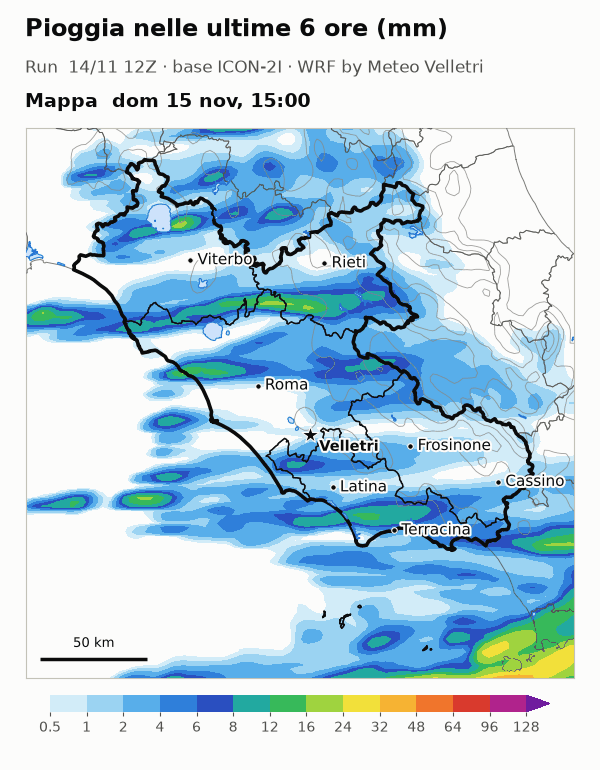 Pioggia nelle ultime 6 ore (mm)
Run 14/11 12Z · base ICON-2I · WRF by Meteo Velletri
Mappa dom 15 nov, 15:00
Viterbo
Rieti
Roma
Velletri
Frosinone
Latina
Cassino
Terracina
50 km
0.5 1 2 4 6 8 12 16 24 32 48 64 96 128